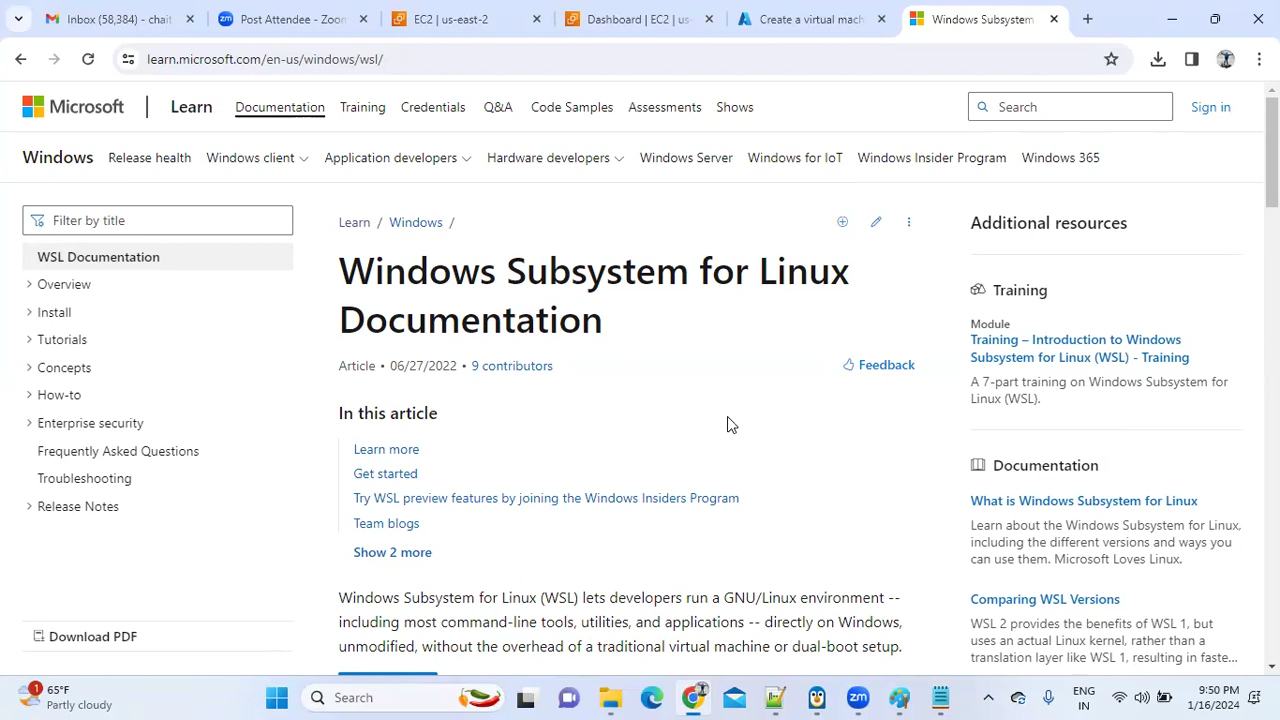 Inbox (58,384) - chait
Post Attendee - Zoom
EC2 | us-east-2
Dashboard | EC2 | us-
Create a virtual mach
Windows Subsystem
learn.microsoft.com/en-us/windows/wsl/
Microsoft
Learn
Documentation
Training
Credentials
Q&A
Code Samples
Assessments
Shows
Search
Sign in
Windows
Release health
Windows client
Application developers
Hardware developers
Windows Server
Windows for IoT
Windows Insider Program
Windows 365
Filter by title
WSL Documentation
Overview
Install
Tutorials
Concepts
How-to
Enterprise security
Frequently Asked Questions
Troubleshooting
Release Notes
Download PDF
Learn / Windows /
Windows Subsystem for Linux
Documentation
Article • 06/27/2022 • 9 contributors
Feedback
In this article
Learn more
Get started
Try WSL preview features by joining the Windows Insiders Program
Team blogs
Show 2 more
Windows Subsystem for Linux (WSL) lets developers run a GNU/Linux environment --
including most command-line tools, utilities, and applications -- directly on Windows,
unmodified, without the overhead of a traditional virtual machine or dual-boot setup.
Additional resources
Training
Module
Training – Introduction to Windows
Subsystem for Linux (WSL) - Training
A 7-part training on Windows Subsystem for
Linux (WSL).
Documentation
What is Windows Subsystem for Linux
Learn about the Windows Subsystem for Linux,
including the different versions and ways you
can use them. Microsoft Loves Linux.
Comparing WSL Versions
WSL 2 provides the benefits of WSL 1, but
uses an actual Linux kernel, rather than a
translation layer like WSL 1, resulting in faste...
1
65°F
Partly cloudy
Search
ENG
IN
9:50 PM
1/16/2024